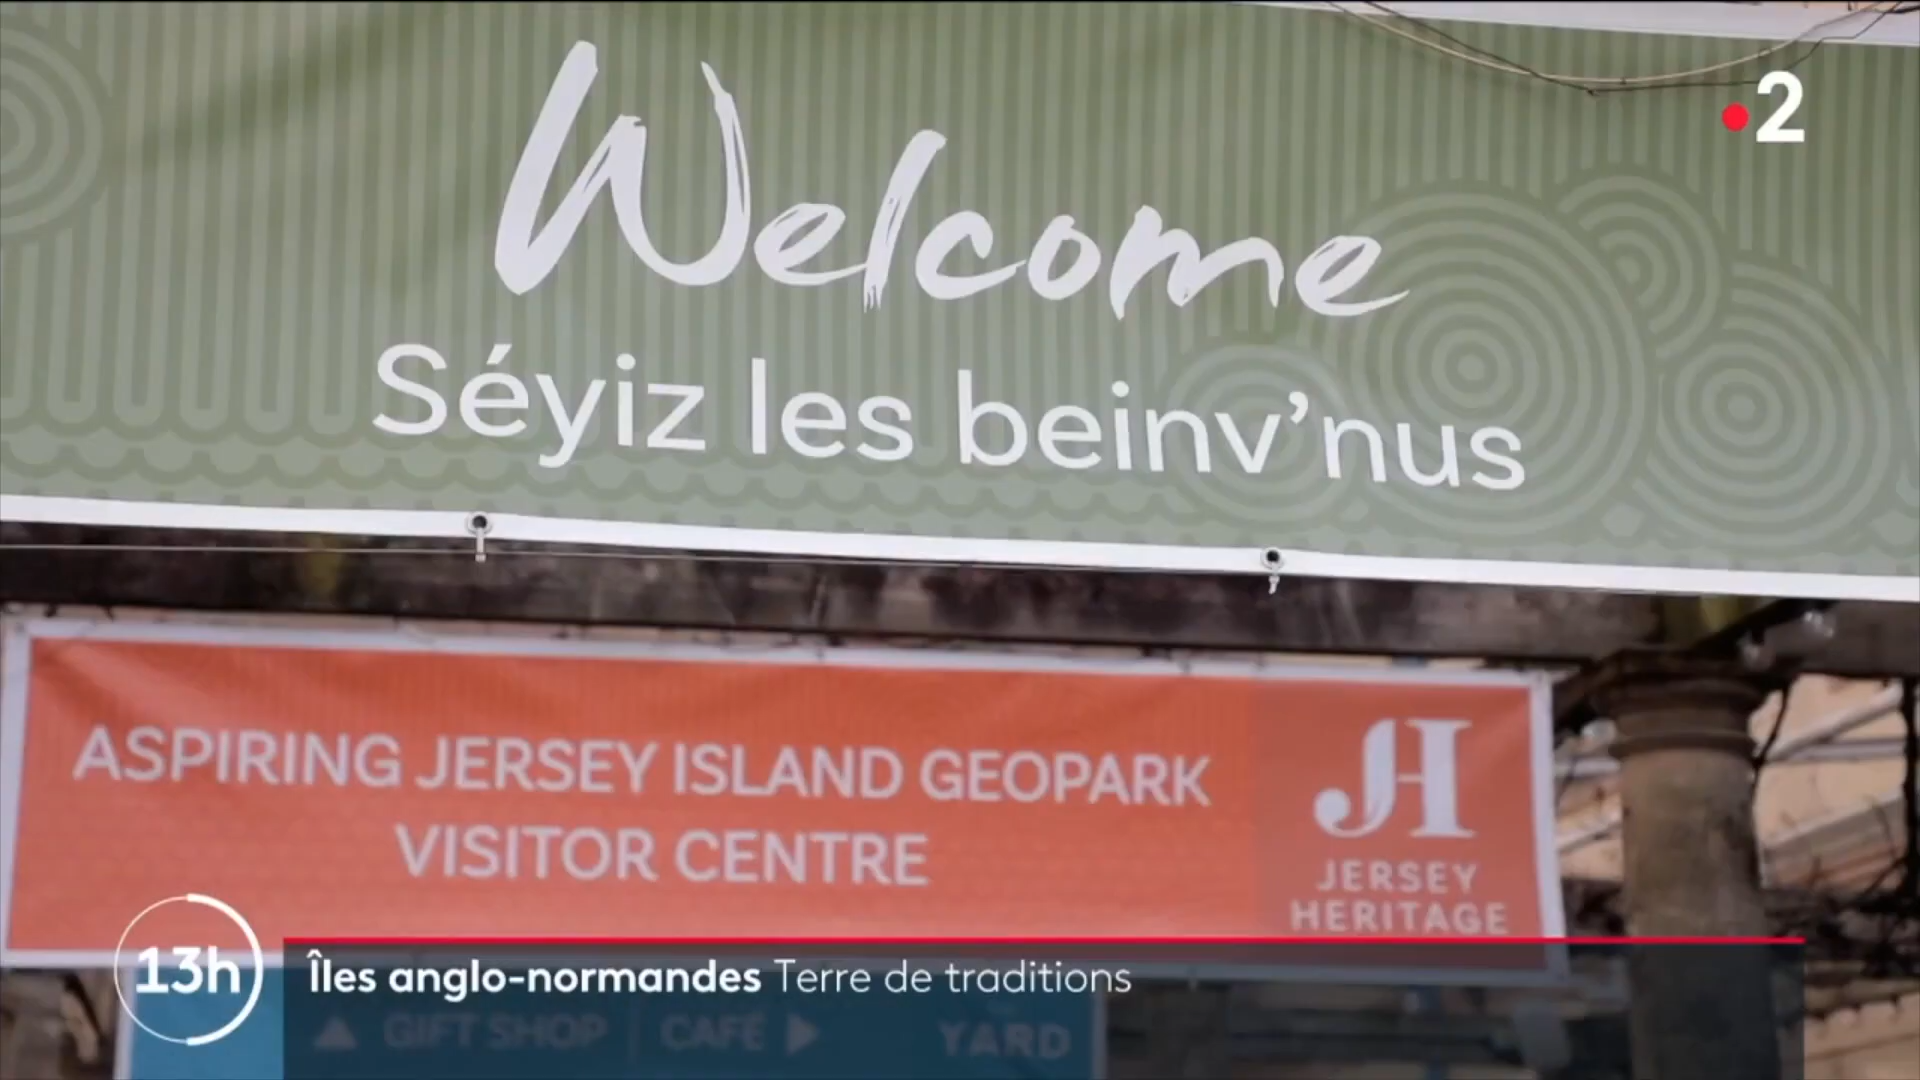 Welcome
2
Séyiz les beinv'nus
ASPIRING JERSEY ISLAND GEOPARK
VISITOR CENTRE
JH
JERSEY
HERITAGE
13h
Îles anglo-normandes Terre de traditions
GIFT SHOP CAFÉ YARD